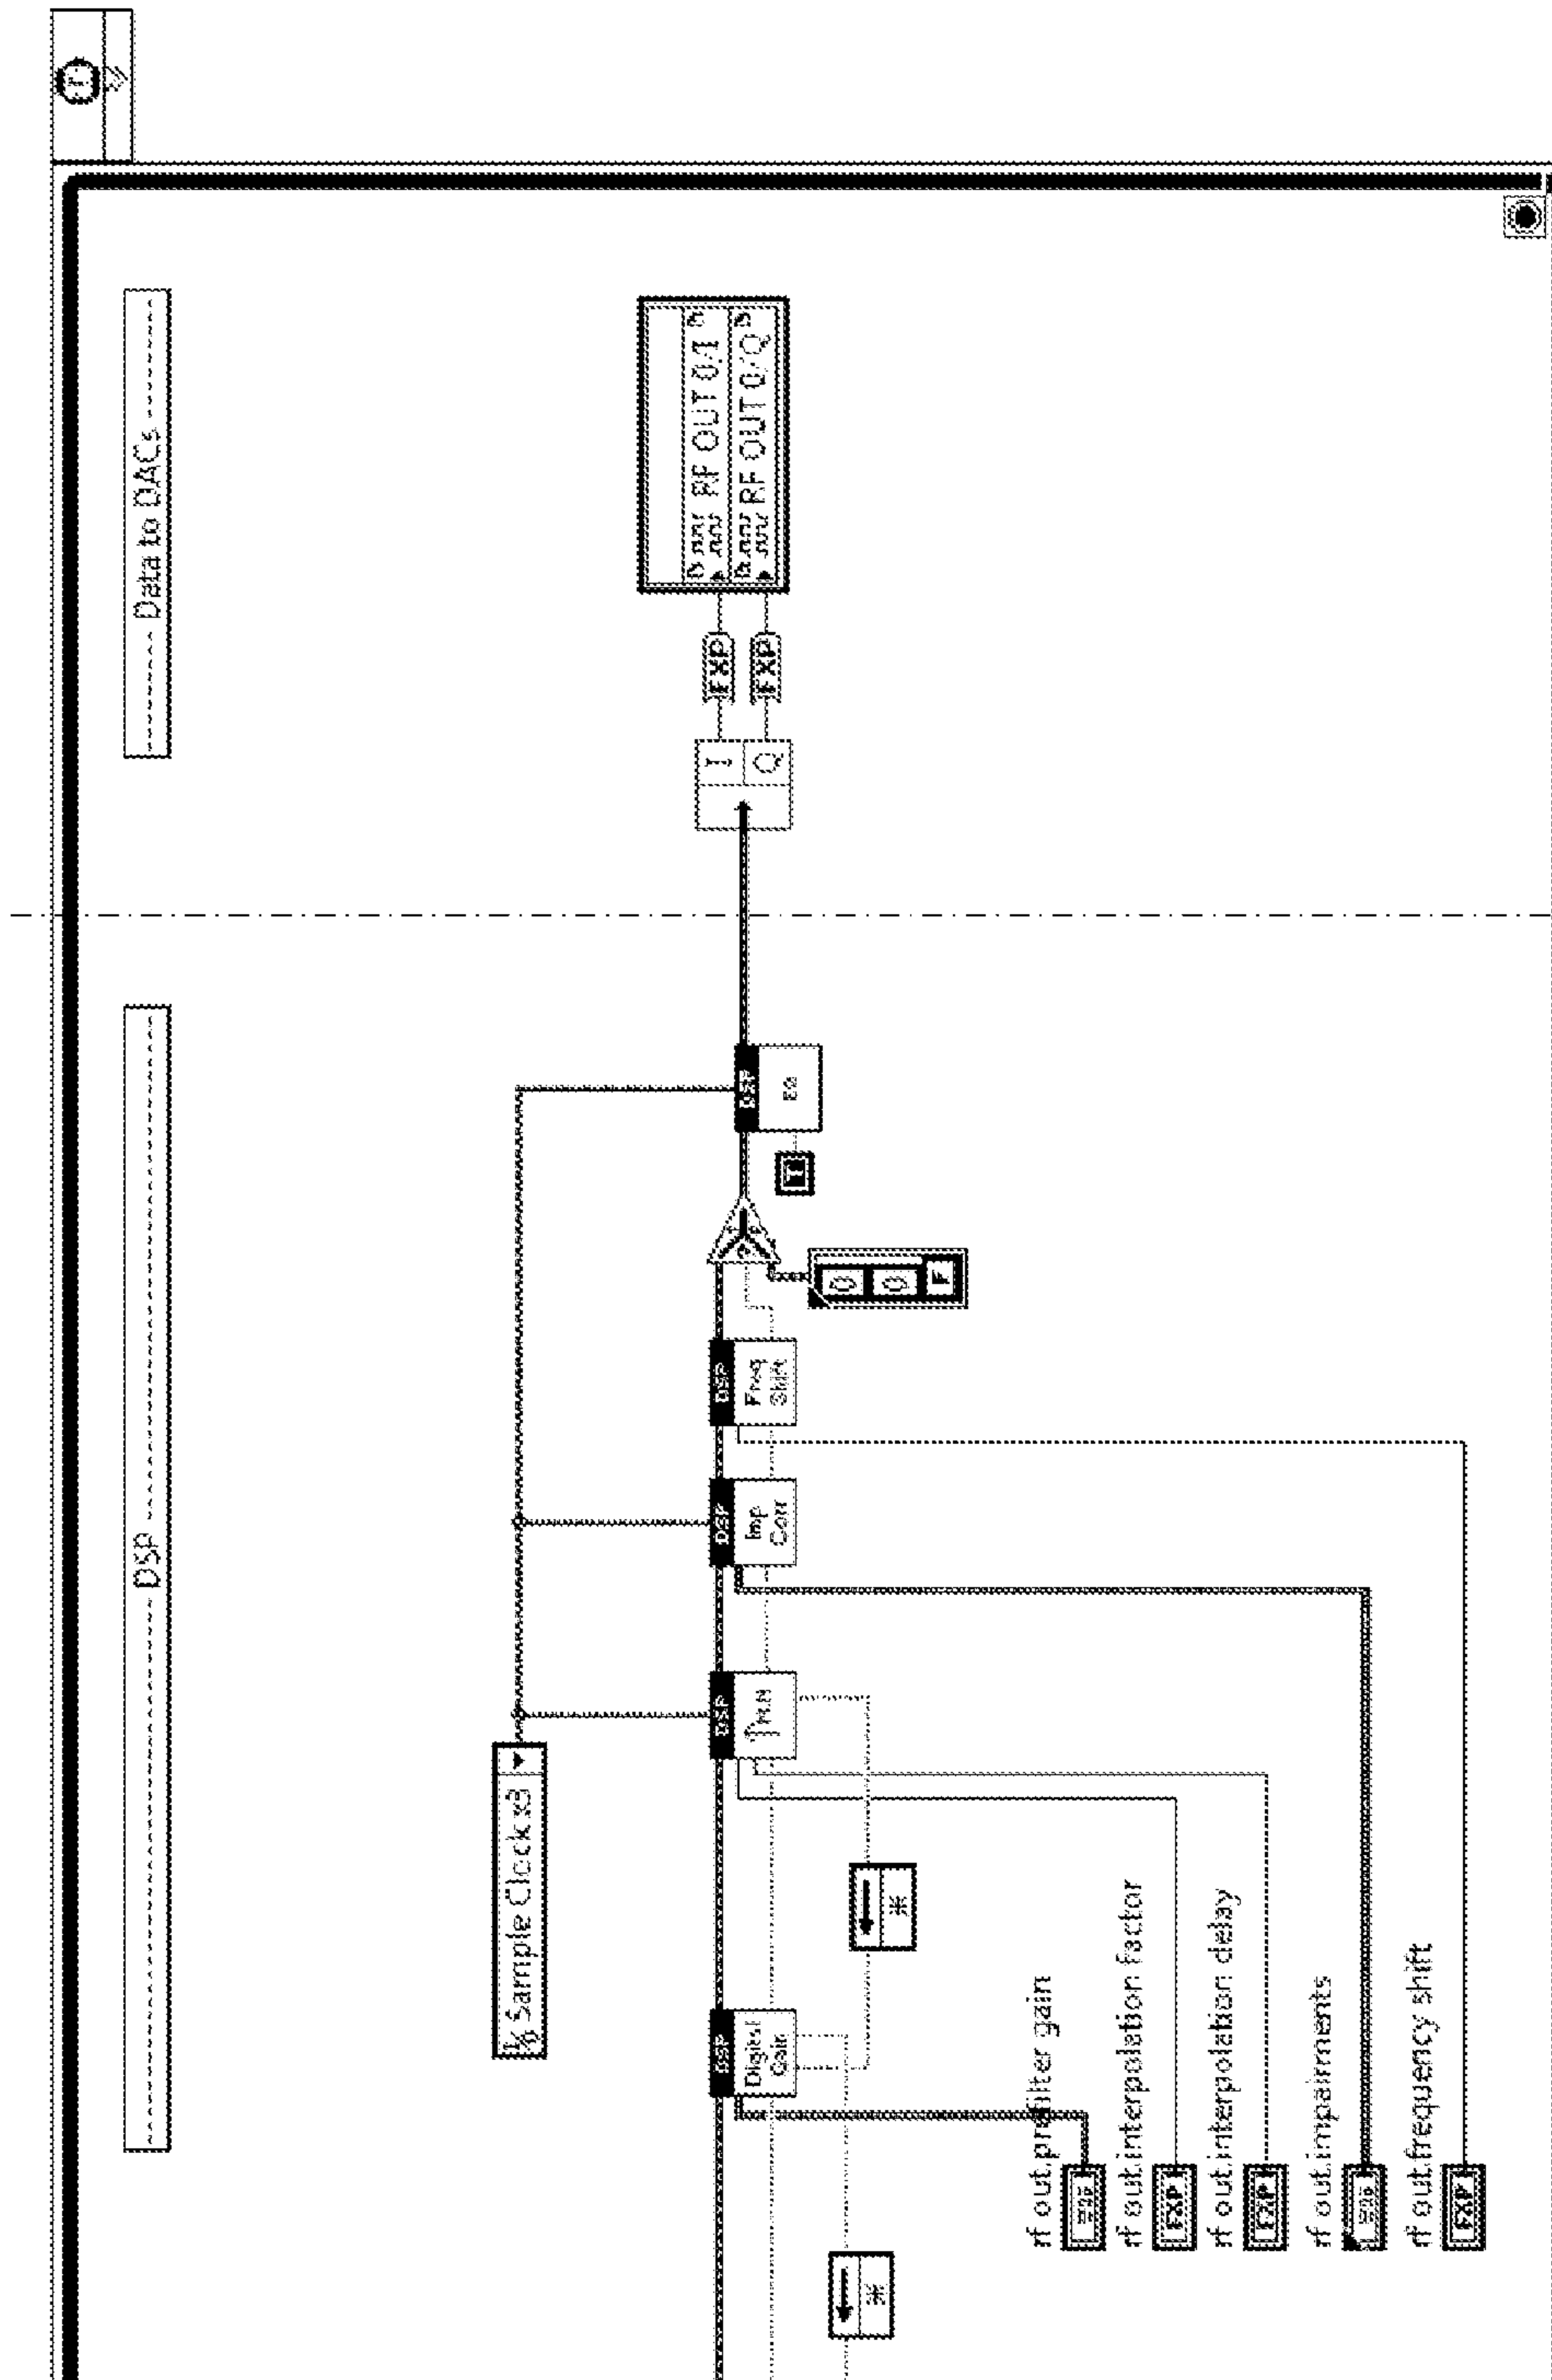 ------ DSP ------
------ Data to DACs ------
I/O Sample Clock x3
DSP
Digital
Gain
DSP
M.N
DSP
Imp
Corr
DSP
Freq
Shift
DSP
EQ
0
0
F
I
Q
FXP
FXP
RF OUT 0/I
RF OUT 0/Q
rf out.prefilter gain
rf out.interpolation factor
FXP
rf out.interpolation delay
FXP
rf out.impairments
rf out.frequency shift
FXP